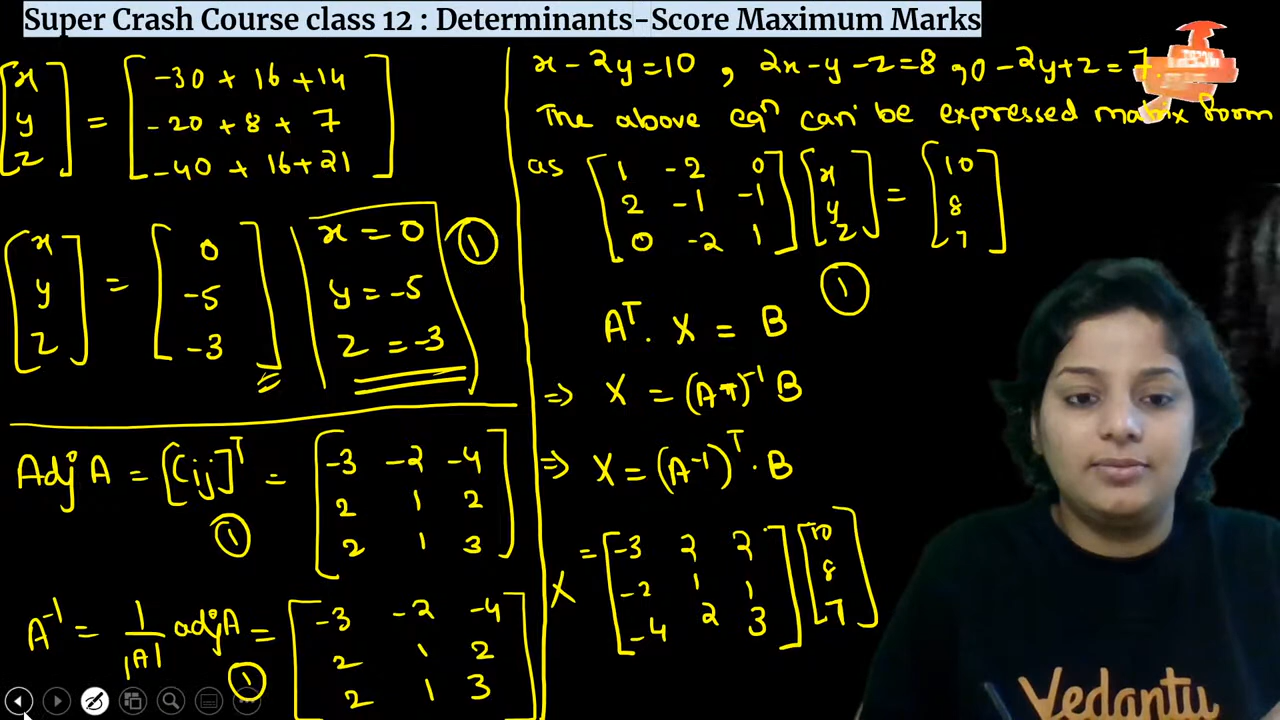 Super Crash Course class 12 : Determinants-Score Maximum Marks
[x y z] = [-30 + 16 + 14
-20 + 8 + 7
-40 + 16 + 21]
[x y z] = [0 -5 -3]
x = 0
y = -5
z = -3
①
Adj A = [Cij]ᵀ = [-3 -2 -4
2 1 2
2 1 3]
①
A⁻¹ = 1/|A| adjA = [-3 -2 -4
2 1 2
2 1 3]
①
x - 2y = 10 , 2x - y - z = 8 , 0 - 2y + z = 7.
The above eqⁿ can be expressed matrix form
as [1 -2 0
2 -1 -1
0 -2 1] [x y z] = [10 8 7]
①
Aᵀ . X = B
⇒ X = (Aᵀ)⁻¹ B
⇒ X = (A⁻¹)ᵀ . B
X = [-3 2 2
-2 1 1
-4 2 3] [10 8 7]
Vedantu